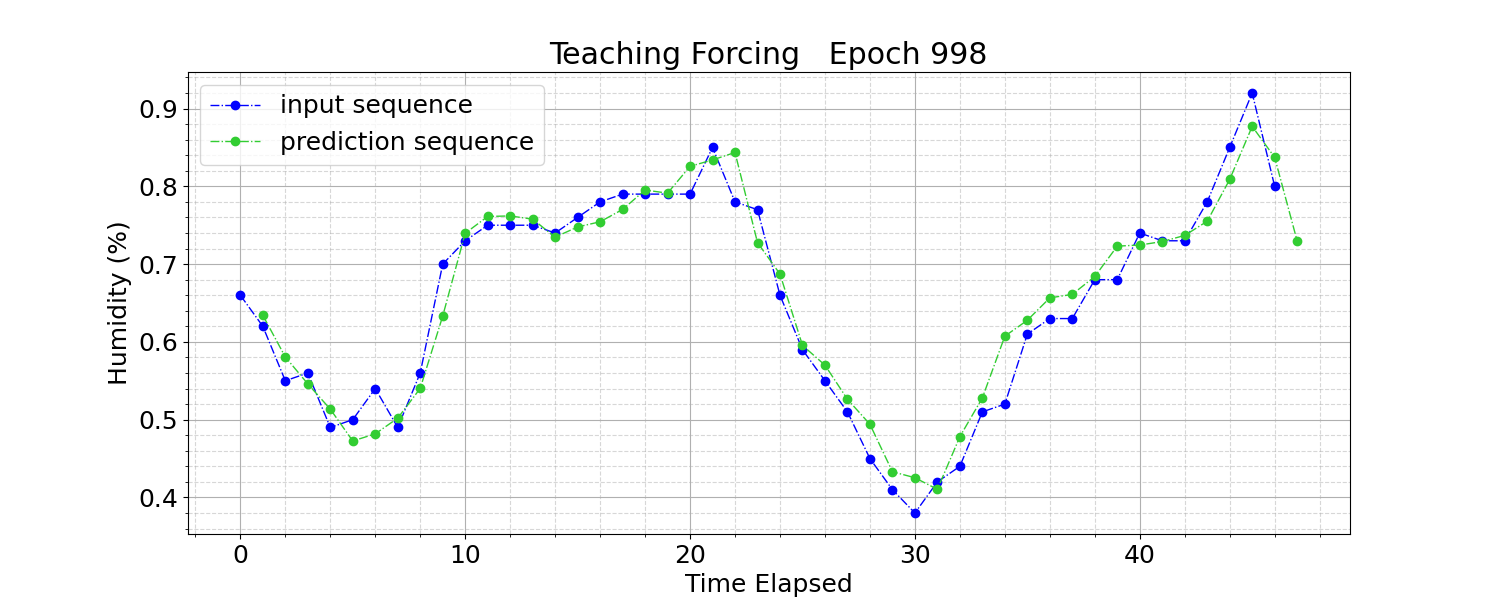 Teaching Forcing   Epoch 998
input sequence
prediction sequence
Humidity (%)
0.9
0.8
0.7
0.6
0.5
0.4
0 10 20 30 40
Time Elapsed